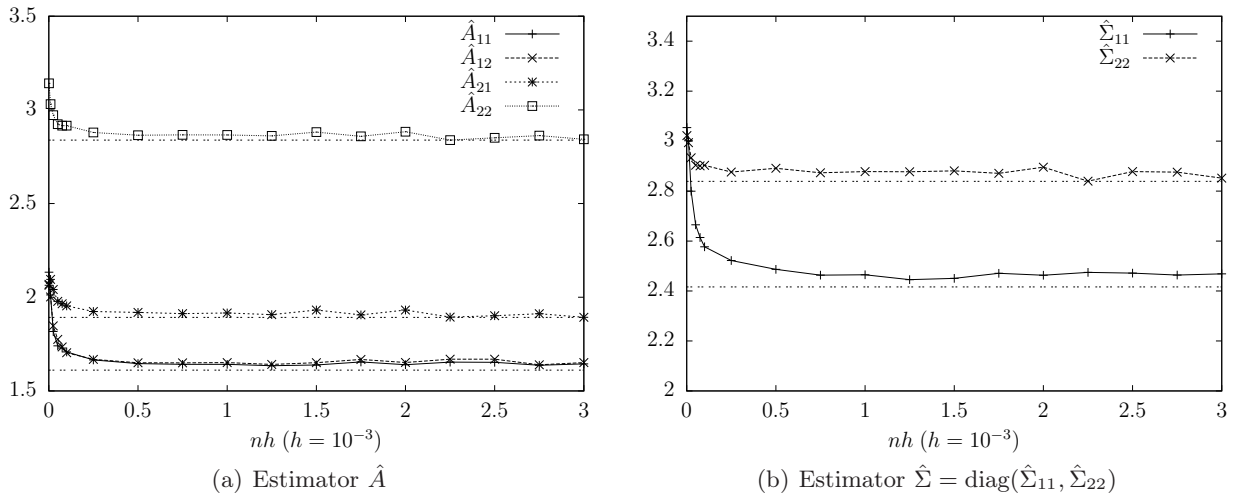 3.5
3
2.5
2
1.5
0 0.5 1 1.5 2 2.5 3
nh (h = 10⁻³)
Â₁₁
Â₁₂
Â₂₁
Â₂₂
(a) Estimator Â
3.4
3.2
3
2.8
2.6
2.4
2.2
2
0 0.5 1 1.5 2 2.5 3
nh (h = 10⁻³)
Σ̂₁₁
Σ̂₂₂
(b) Estimator Σ̂ = diag(Σ̂₁₁, Σ̂₂₂)